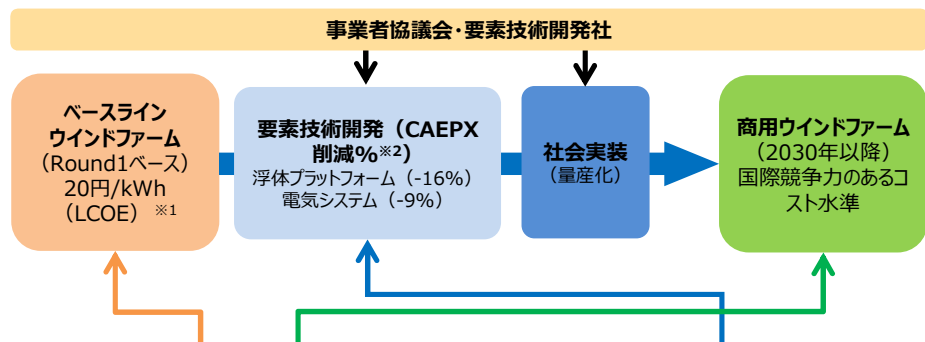 事業者協議会・要素技術開発社
ベースライン
ウインドファーム
（Round1ベース）
20円/kWh
（LCOE） ※1
要素技術開発（CAEPX
削減%※2）
浮体プラットフォーム（-16%）
電気システム（-9%）
社会実装
（量産化）
商用ウインドファーム
（2030年以降）
国際競争力のあるコ
スト水準